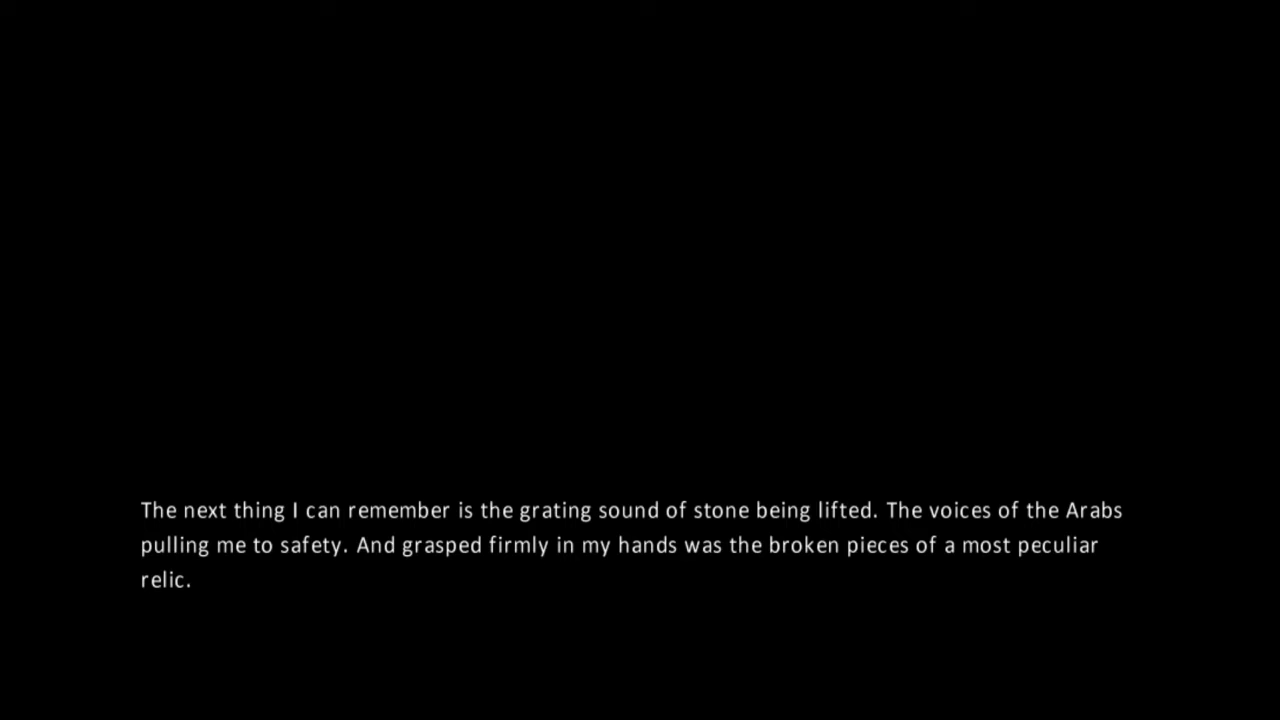 The next thing I can remember is the grating sound of stone being lifted. The voices of the Arabs
pulling me to safety. And grasped firmly in my hands was the broken pieces of a most peculiar
relic.